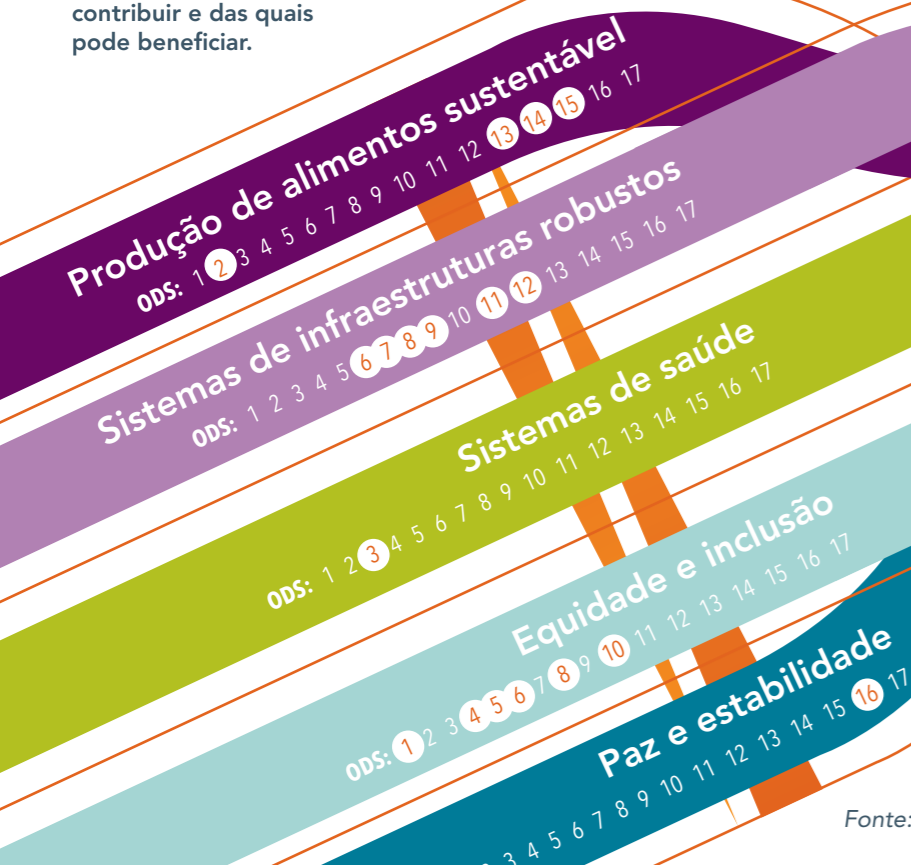 contribuir e das quais
pode beneficiar.
Produção de alimentos sustentável
ODS: 1 2 3 4 5 6 7 8 9 10 11 12 13 14 15 16 17
Sistemas de infraestruturas robustos
ODS: 1 2 3 4 5 6 7 8 9 10 11 12 13 14 15 16 17
Sistemas de saúde
ODS: 1 2 3 4 5 6 7 8 9 10 11 12 13 14 15 16 17
Equidade e inclusão
ODS: 1 2 3 4 5 6 7 8 9 10 11 12 13 14 15 16 17
Paz e estabilidade
3 4 5 6 7 8 9 10 11 12 13 14 15 16 17
Fonte: